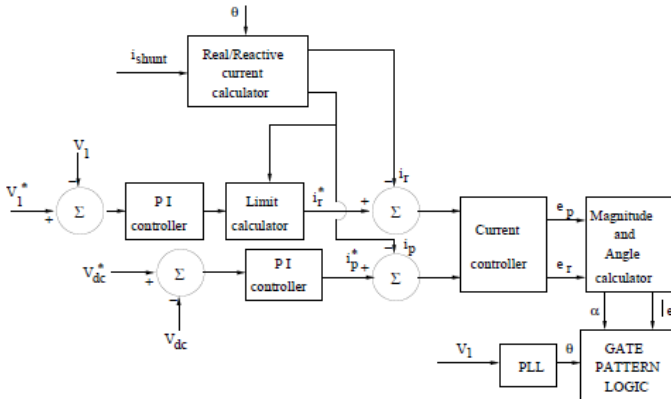 θ
i_shunt
Real/Reactive
current
calculator
V_1
−
V_1^*
+
Σ
P I
controller
Limit
calculator
i_r^*
+
−
i_r
Σ
V_dc^*
+
Σ
−
V_dc
P I
controller
i_p^*
+
−
i_p
Σ
Current
controller
e_p
e_r
Magnitude
and
Angle
calculator
α
|e
V_1
PLL
θ
GATE
PATTERN
LOGIC